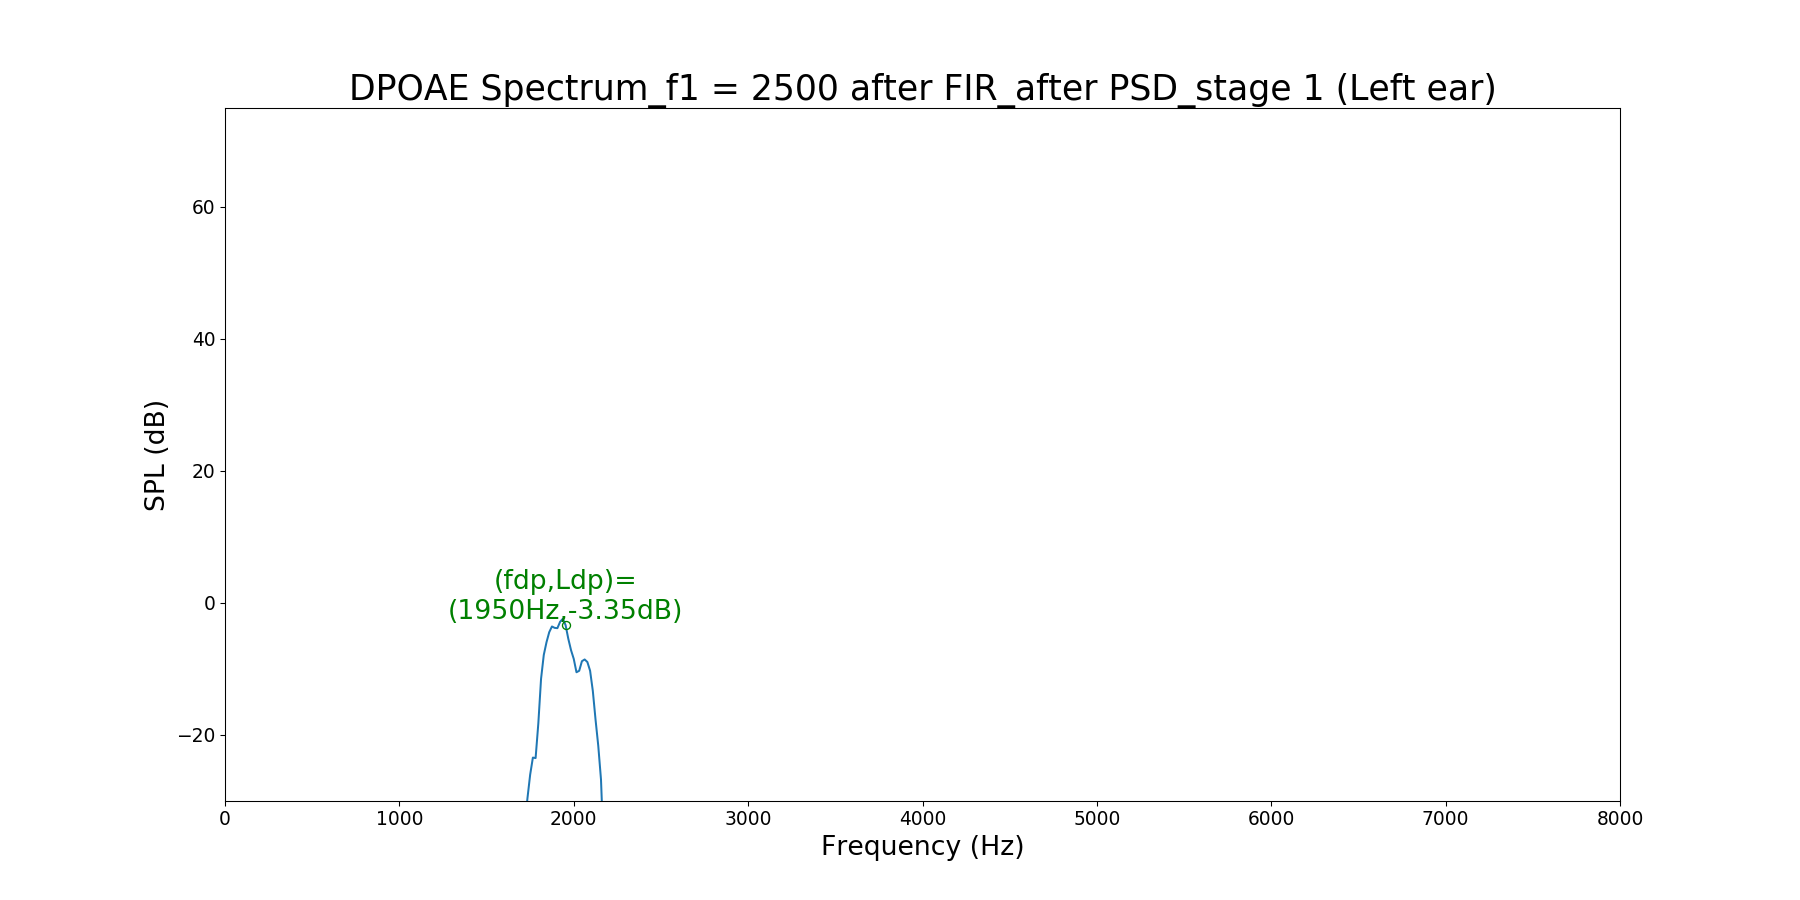 DPOAE Spectrum_f1 = 2500 after FIR_after PSD_stage 1 (Left ear)
60
40
20
0
−20
SPL (dB)
(fdp,Ldp)=
(1950Hz,-3.35dB)
0 1000 2000 3000 4000 5000 6000 7000 8000
Frequency (Hz)